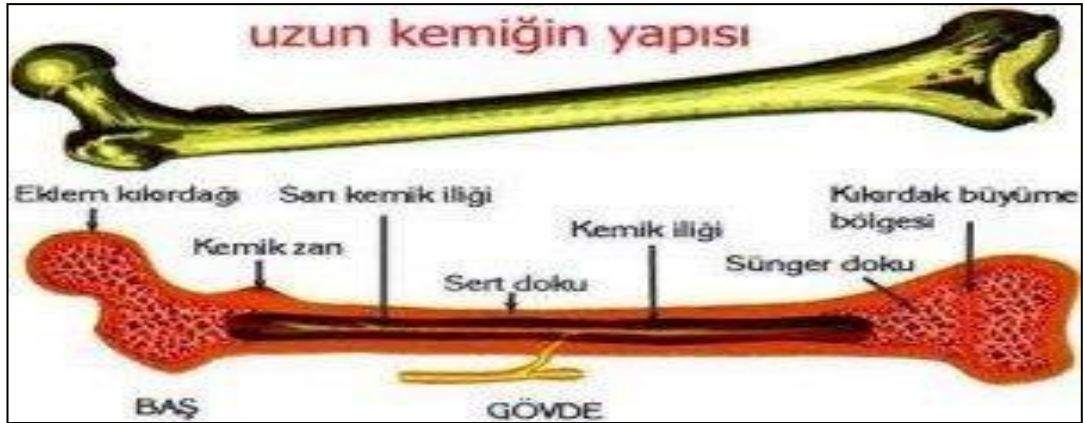 uzun kemiğin yapısı
Eklem kıkırdağı
Sarı kemik iliği
Kıkırdak büyüme
bölgesi
Kemik zarı
Kemik iliği
Sünger doku
Sert doku
BAŞ
GÖVDE